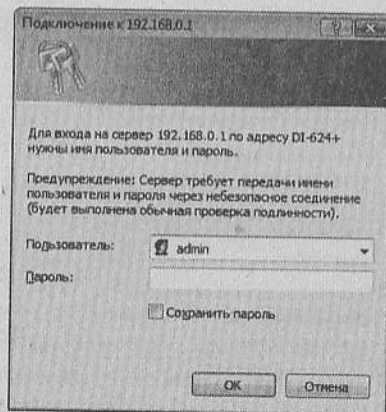 Подключение к 192.168.0.1
Для входа на сервер 192.168.0.1 по адресу DI-624+
нужны имя пользователя и пароль.
Предупреждение: Сервер требует передачи имени
пользователя и пароля через небезопасное соединение
(будет выполнена обычная проверка подлинности).
Пользователь:
admin
Пароль:
Сохранить пароль
ОК
Отмена